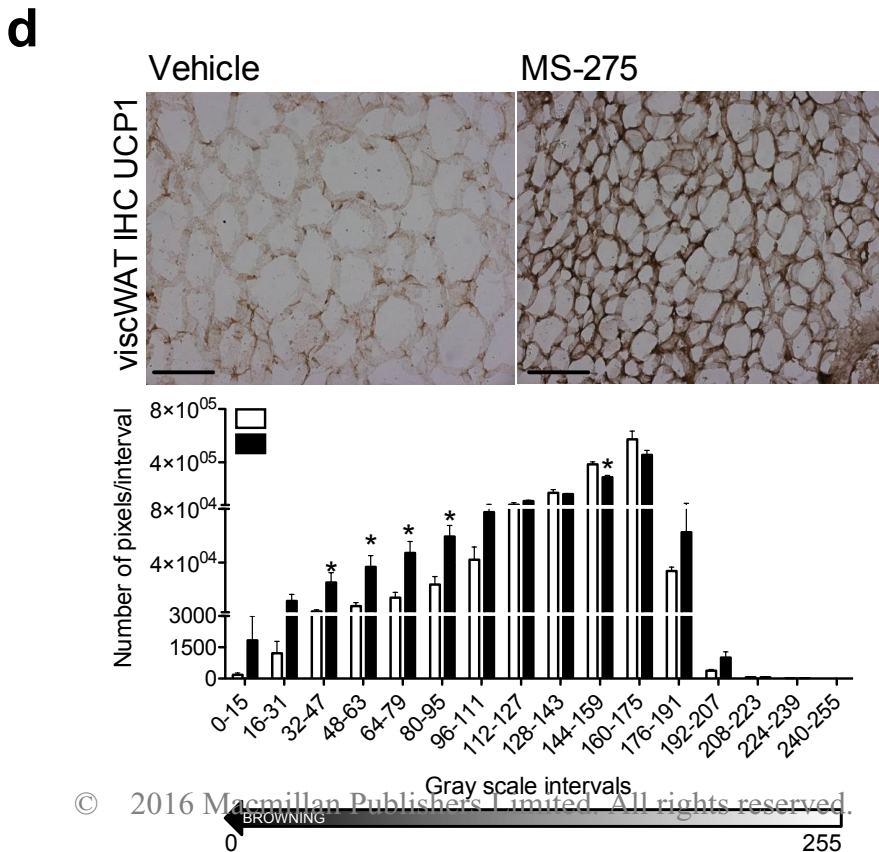 d
Vehicle
MS-275
viscWAT IHC UCP1
Number of pixels/interval
8×10⁰⁵
4×10⁰⁵
8×10⁰⁴
4×10⁰⁴
3000
1500
0
* * * * *
0-15
16-31
32-47
48-63
64-79
80-95
96-111
112-127
128-143
144-159
160-175
176-191
192-207
208-223
224-239
240-255
Gray scale intervals
© 2016 Macmillan Publishers Limited. All rights reserved.
BROWNING
0 255